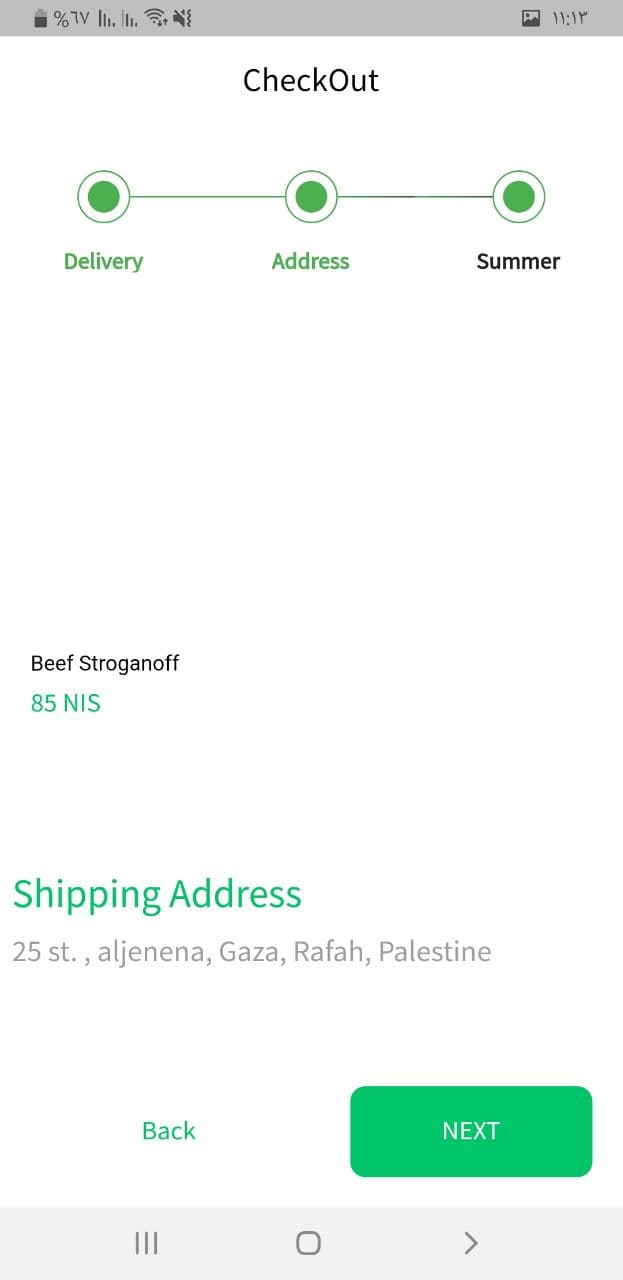 %٦٧ ١١:١٣
CheckOut
Delivery Address Summer
Beef Stroganoff
85 NIS
Shipping Address
25 st. , aljenena, Gaza, Rafah, Palestine
Back NEXT